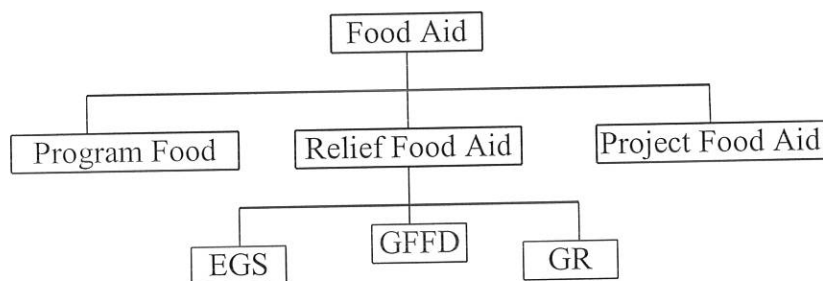 Food Aid
Program Food
Relief Food Aid
Project Food Aid
EGS
GFFD
GR